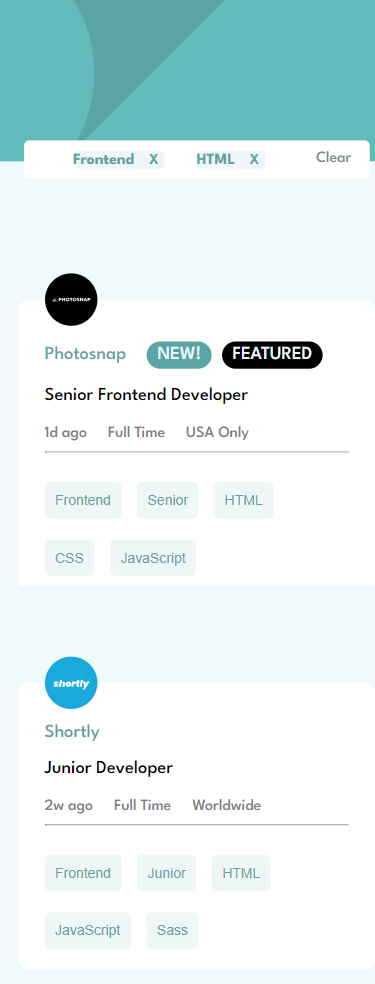 Frontend X HTML X Clear
PHOTOSNAP
Photosnap NEW! FEATURED
Senior Frontend Developer
1d ago Full Time USA Only
Frontend Senior HTML
CSS JavaScript
shortly
Shortly
Junior Developer
2w ago Full Time Worldwide
Frontend Junior HTML
JavaScript Sass